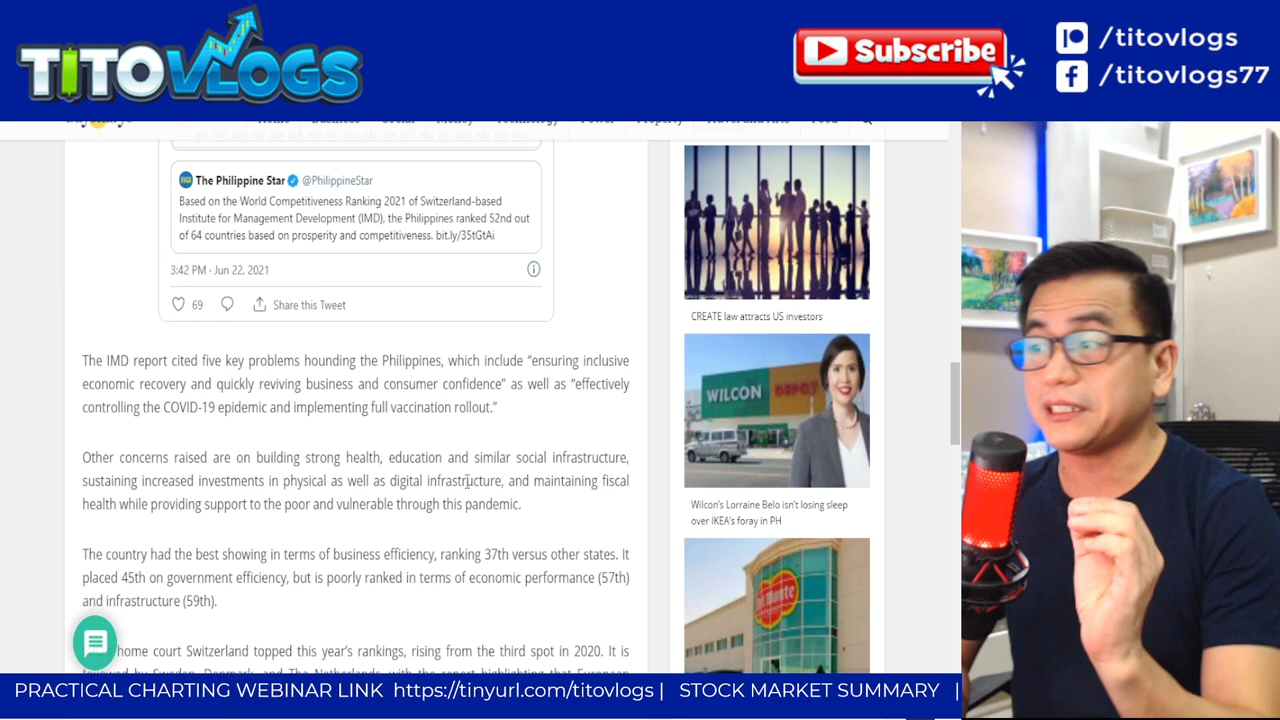 TITOVLOGS
Subscribe
/titovlogs
/titovlogs77
The Philippine Star @PhilippineStar
Based on the World Competitiveness Ranking 2021 of Switzerland-based
Institute for Management Development (IMD), the Philippines ranked 52nd out
of 64 countries based on prosperity and competitiveness. bit.ly/35tGtAi
3:42 PM · Jun 22, 2021
69 Share this Tweet
The IMD report cited five key problems hounding the Philippines, which include “ensuring inclusive
economic recovery and quickly reviving business and consumer confidence” as well as “effectively
controlling the COVID-19 epidemic and implementing full vaccination rollout.”
Other concerns raised are on building strong health, education and similar social infrastructure,
sustaining increased investments in physical as well as digital infrastructure, and maintaining fiscal
health while providing support to the poor and vulnerable through this pandemic.
The country had the best showing in terms of business efficiency, ranking 37th versus other states. It
placed 45th on government efficiency, but is poorly ranked in terms of economic performance (57th)
and infrastructure (59th).
home court Switzerland topped this year’s rankings, rising from the third spot in 2020. It is
CREATE law attracts US investors
WILCON DEPOT
Wilcon’s Lorraine Belo isn’t losing sleep
over IKEA’s foray in PH
Del Monte
PRACTICAL CHARTING WEBINAR LINK https://tinyurl.com/titovlogs | STOCK MARKET SUMMARY |